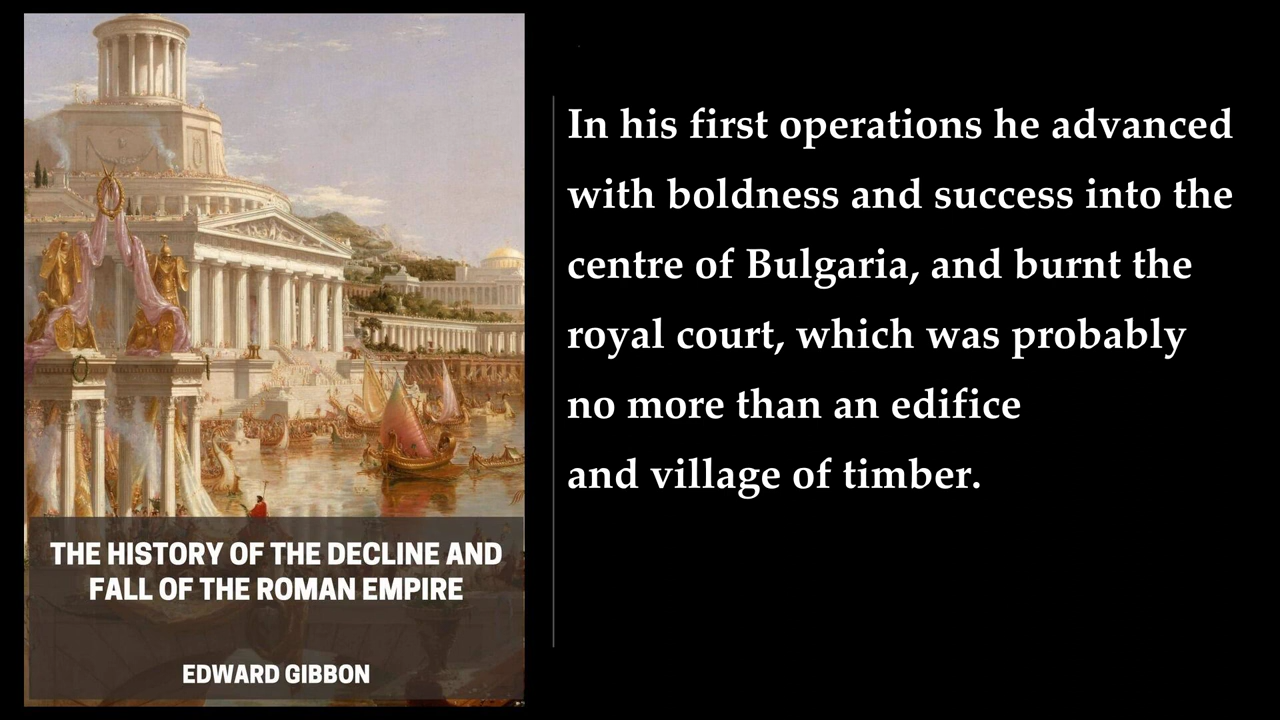 In his first operations he advanced
with boldness and success into the
centre of Bulgaria, and burnt the
royal court, which was probably
no more than an edifice
and village of timber.
THE HISTORY OF THE DECLINE AND
FALL OF THE ROMAN EMPIRE
EDWARD GIBBON